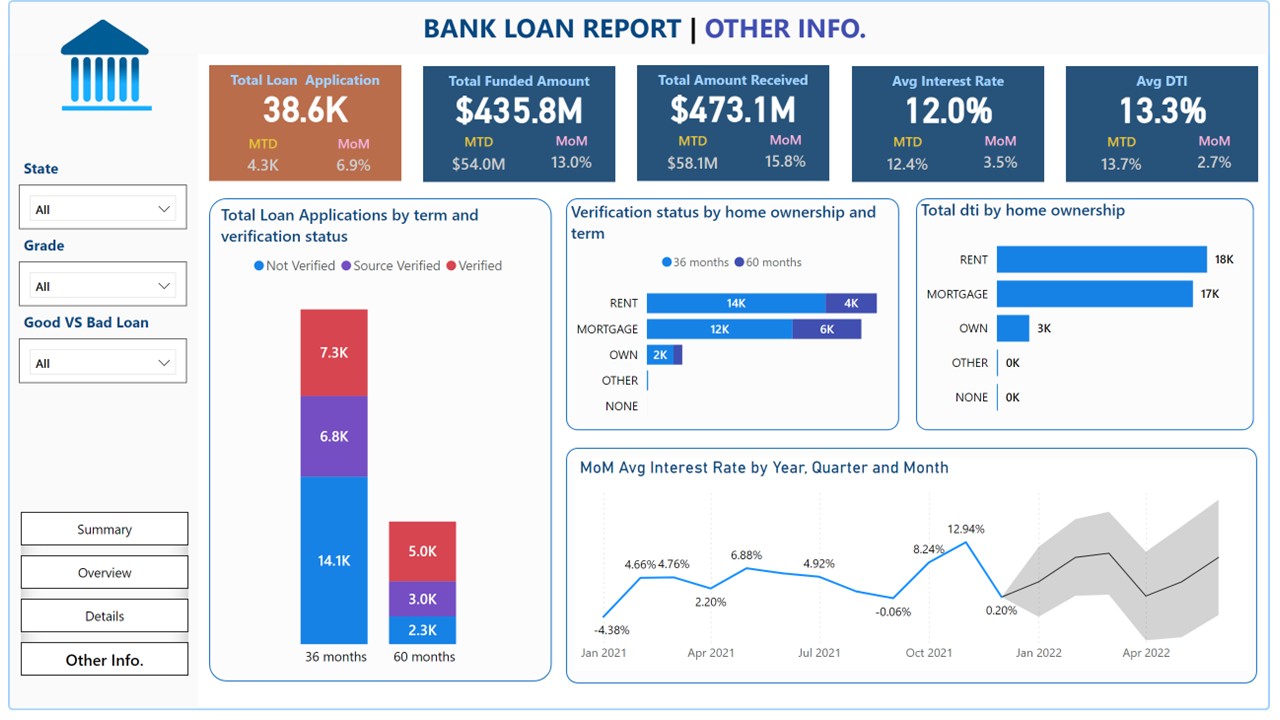 BANK LOAN REPORT | OTHER INFO.
Total Loan Application
38.6K
MTD MoM
4.3K 6.9%
Total Funded Amount
$435.8M
MTD MoM
$54.0M 13.0%
Total Amount Received
$473.1M
MTD MoM
$58.1M 15.8%
Avg Interest Rate
12.0%
MTD MoM
12.4% 3.5%
Avg DTI
13.3%
MTD MoM
13.7% 2.7%
State
All
Grade
All
Good VS Bad Loan
All
Summary
Overview
Details
Other Info.
Total Loan Applications by term and
verification status
Not Verified Source Verified Verified
7.3K
6.8K
14.1K
5.0K
3.0K
2.3K
36 months 60 months
Verification status by home ownership and
term
36 months 60 months
RENT 14K 4K
MORTGAGE 12K 6K
OWN 2K
OTHER
NONE
Total dti by home ownership
RENT 18K
MORTGAGE 17K
OWN 3K
OTHER 0K
NONE 0K
MoM Avg Interest Rate by Year, Quarter and Month
-4.38% 4.66% 4.76% 2.20% 6.88% 4.92% -0.06% 8.24% 12.94% 0.20%
Jan 2021 Apr 2021 Jul 2021 Oct 2021 Jan 2022 Apr 2022